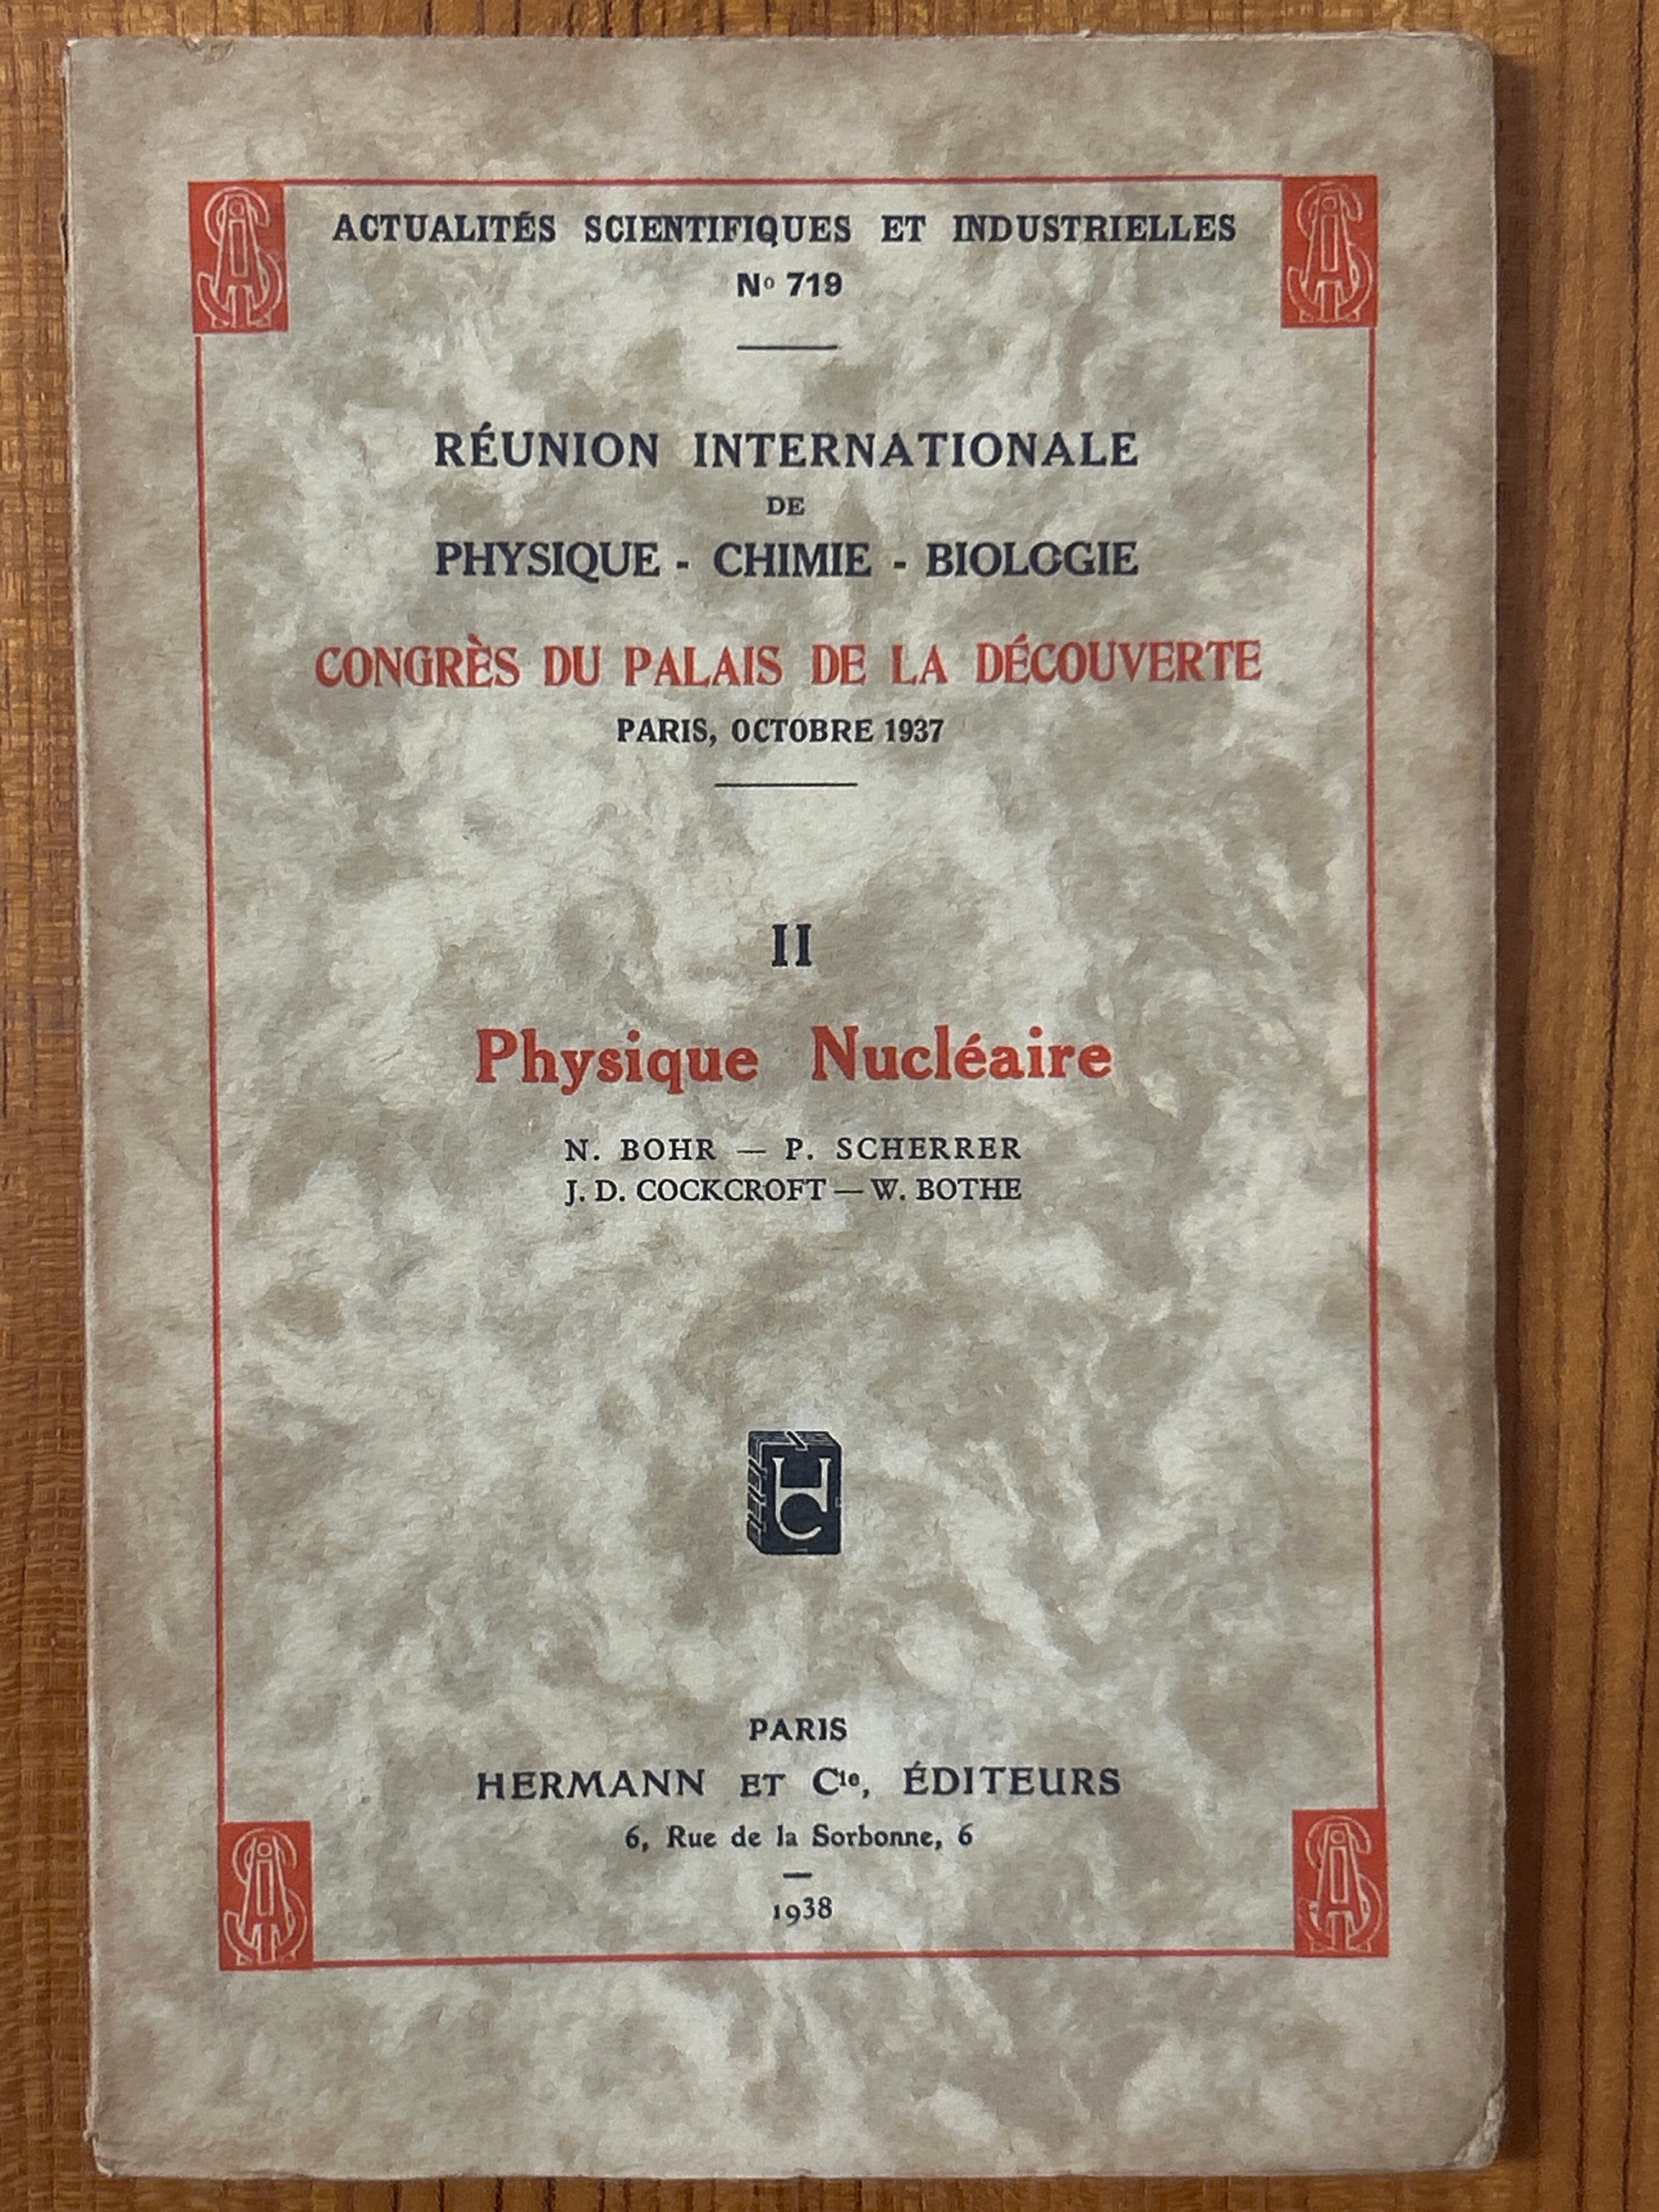 ACTUALITÉS SCIENTIFIQUES ET INDUSTRIELLES
Nº 719
RÉUNION INTERNATIONALE
DE
PHYSIQUE - CHIMIE - BIOLOGIE
CONGRÈS DU PALAIS DE LA DÉCOUVERTE
PARIS, OCTOBRE 1937
II
Physique Nucléaire
N. BOHR — P. SCHERRER
J. D. COCKCROFT — W. BOTHE
HC
PARIS
HERMANN ET Cie, ÉDITEURS
6, Rue de la Sorbonne, 6
1938